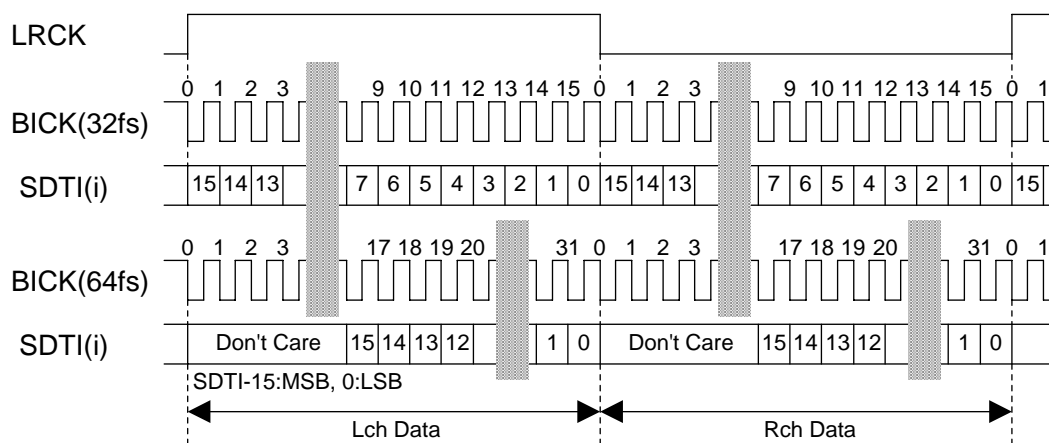 LRCK
0 1 2 3 9 10 11 12 13 14 15 0 1 2 3 9 10 11 12 13 14 15 0 1
BICK(32fs)
SDTI(i) 15 14 13 7 6 5 4 3 2 1 0 15 14 13 7 6 5 4 3 2 1 0 15
0 1 2 3 17 18 19 20 31 0 1 2 3 17 18 19 20 31 0 1
BICK(64fs)
SDTI(i) Don't Care 15 14 13 12 1 0 Don't Care 15 14 13 12 1 0
SDTI-15:MSB, 0:LSB
Lch Data Rch Data